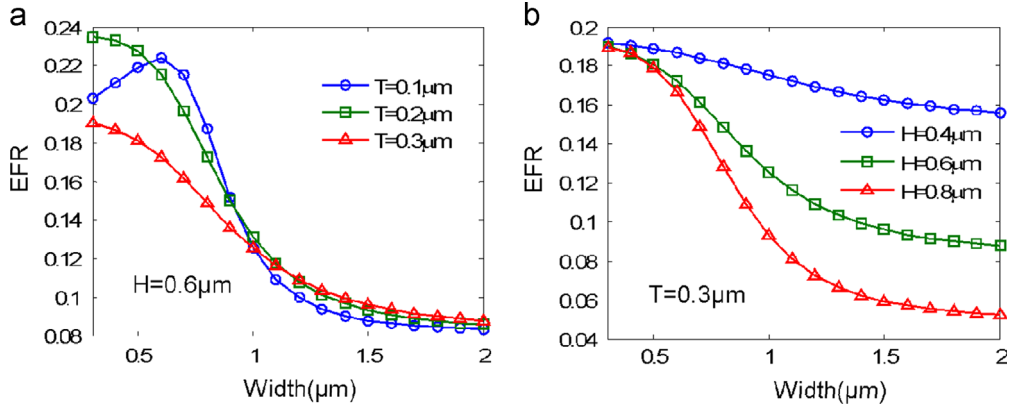 a
EFR
0.24
0.22
0.2
0.18
0.16
0.14
0.12
0.1
0.08
T=0.1µm
T=0.2µm
T=0.3µm
H=0.6µm
0.5
1
1.5
2
Width(µm)
b
EFR
0.2
0.18
0.16
0.14
0.12
0.1
0.08
0.06
0.04
H=0.4µm
H=0.6µm
H=0.8µm
T=0.3µm
0.5
1
1.5
2
Width(µm)